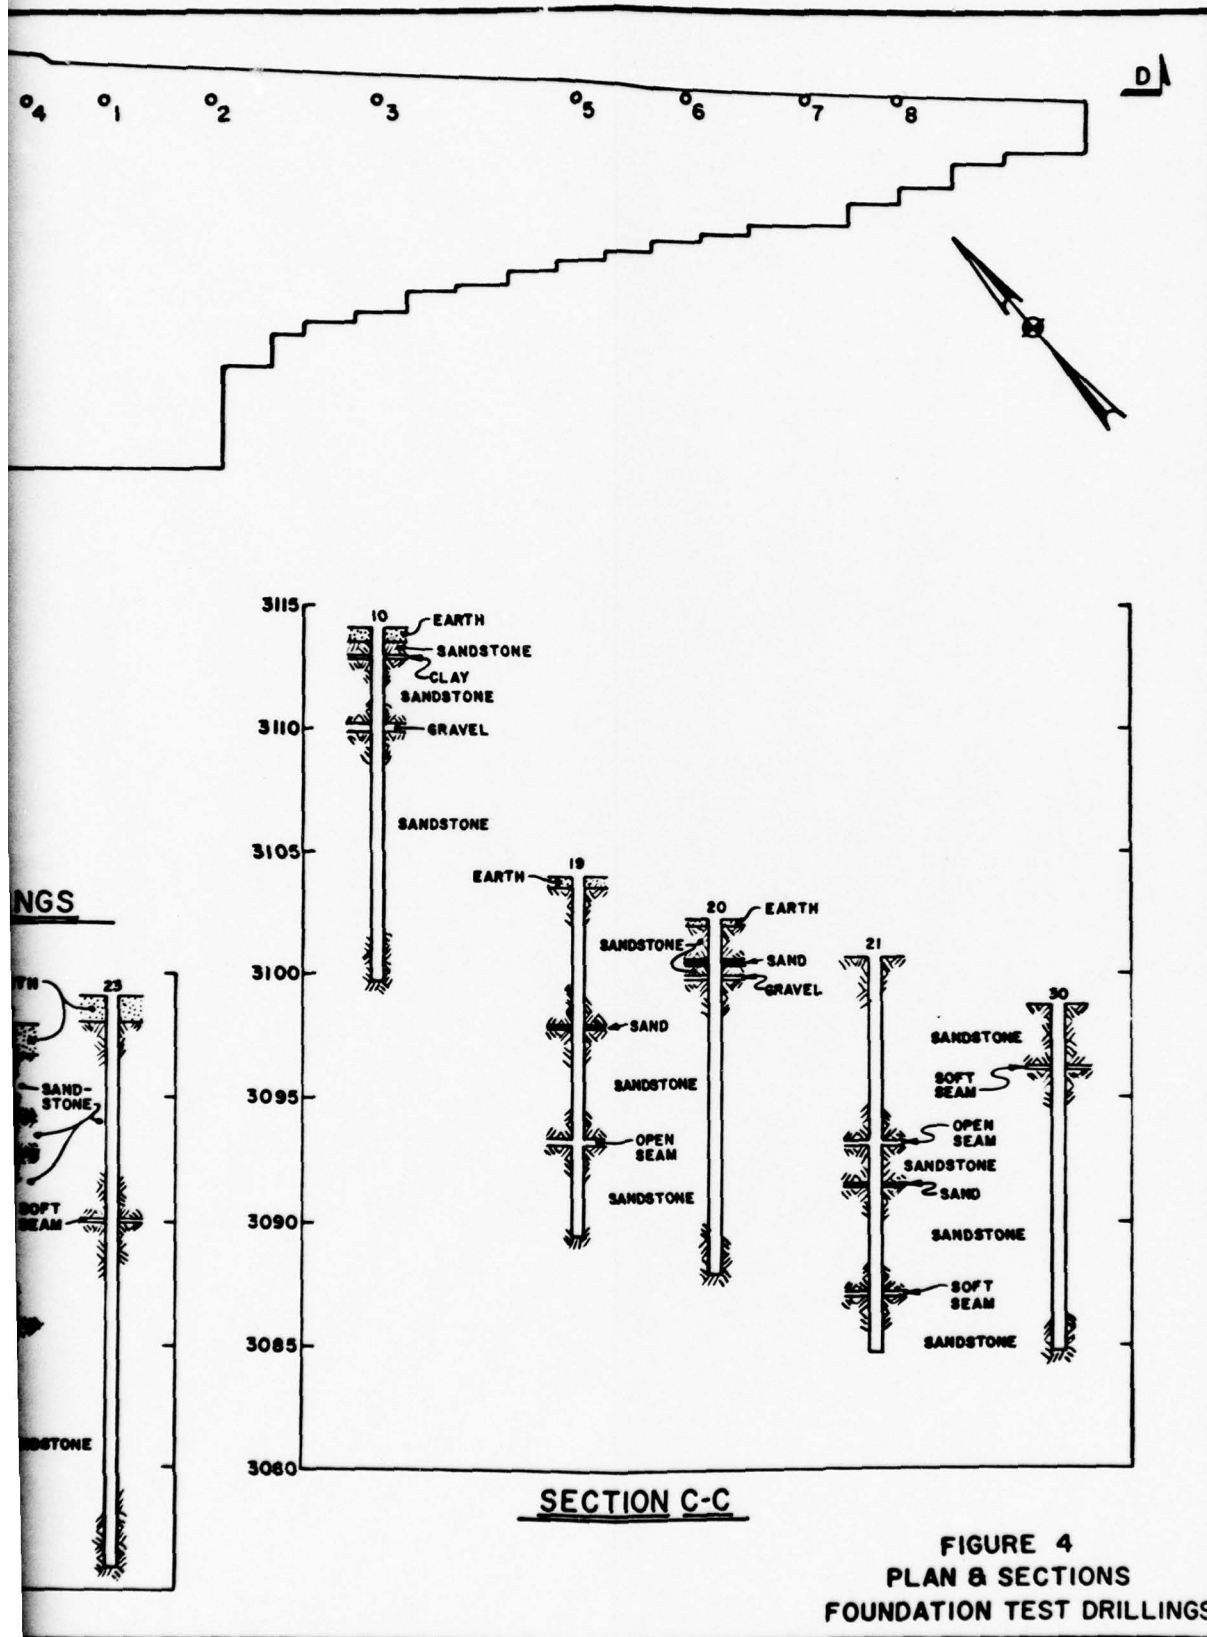 D
4 1 2 3 5 6 7 8
3115
3110
3105
3100
3095
3090
3085
3080
10
EARTH
SANDSTONE
CLAY
SANDSTONE
GRAVEL
SANDSTONE
19
EARTH
SAND
SANDSTONE
OPEN
SEAM
SANDSTONE
20
EARTH
SANDSTONE
SAND
GRAVEL
21
OPEN
SEAM
SANDSTONE
SAND
SANDSTONE
SOFT
SEAM
SANDSTONE
30
SANDSTONE
SOFT
SEAM
NGS
23
TH
SAND-
STONE
SOFT
SEAM
DSTONE
SECTION C-C
FIGURE 4
PLAN & SECTIONS
FOUNDATION TEST DRILLINGS